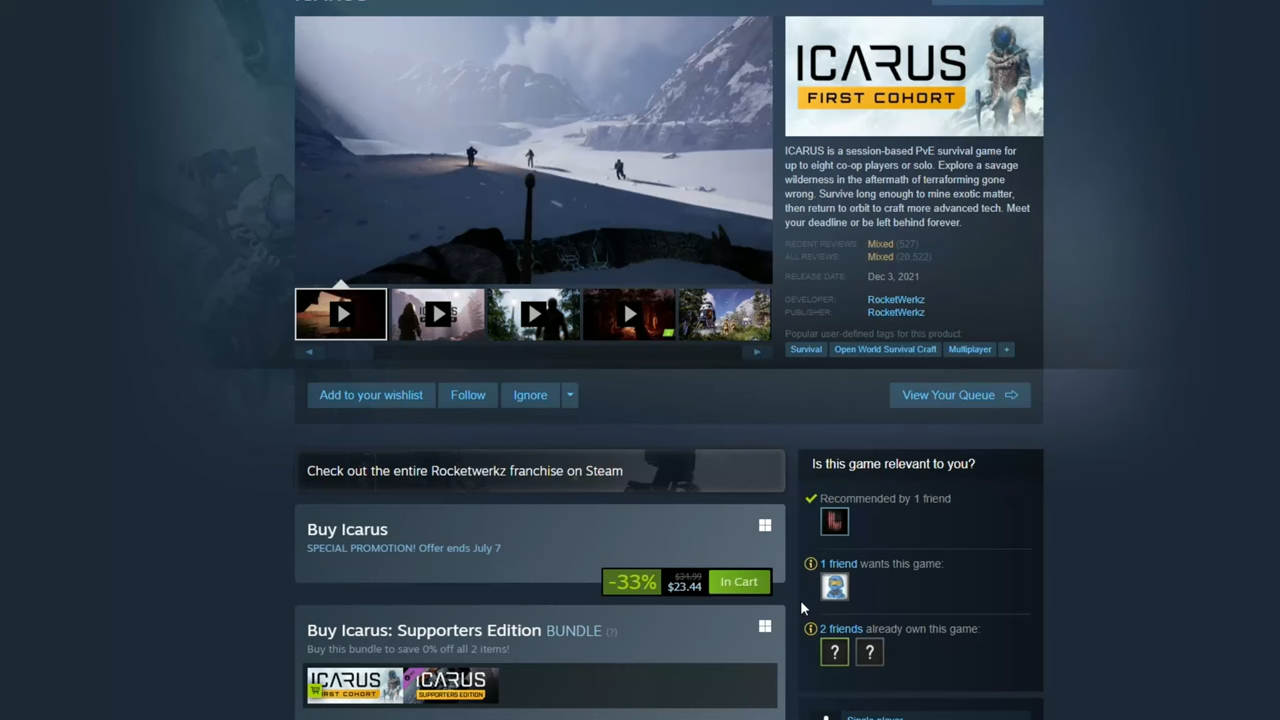 ICARUS
FIRST COHORT
ICARUS is a session-based PvE survival game for
up to eight co-op players or solo. Explore a savage
wilderness in the aftermath of terraforming gone
wrong. Survive long enough to mine exotic matter,
then return to orbit to craft more advanced tech. Meet
your deadline or be left behind forever.
RECENT REVIEWS: Mixed (527)
ALL REVIEWS: Mixed (20,522)
RELEASE DATE: Dec 3, 2021
DEVELOPER: RocketWerkz
PUBLISHER: RocketWerkz
Popular user-defined tags for this product:
Survival Open World Survival Craft Multiplayer +
Add to your wishlist Follow Ignore View Your Queue
Check out the entire Rocketwerkz franchise on Steam
Buy Icarus
SPECIAL PROMOTION! Offer ends July 7
-33% $34.99 $23.44 In Cart
Buy Icarus: Supporters Edition BUNDLE (?)
Buy this bundle to save 0% off all 2 items!
ICARUS
FIRST COHORT
ICARUS
SUPPORTERS EDITION
Is this game relevant to you?
Recommended by 1 friend
1 friend wants this game:
2 friends already own this game:
? ?
Single-player